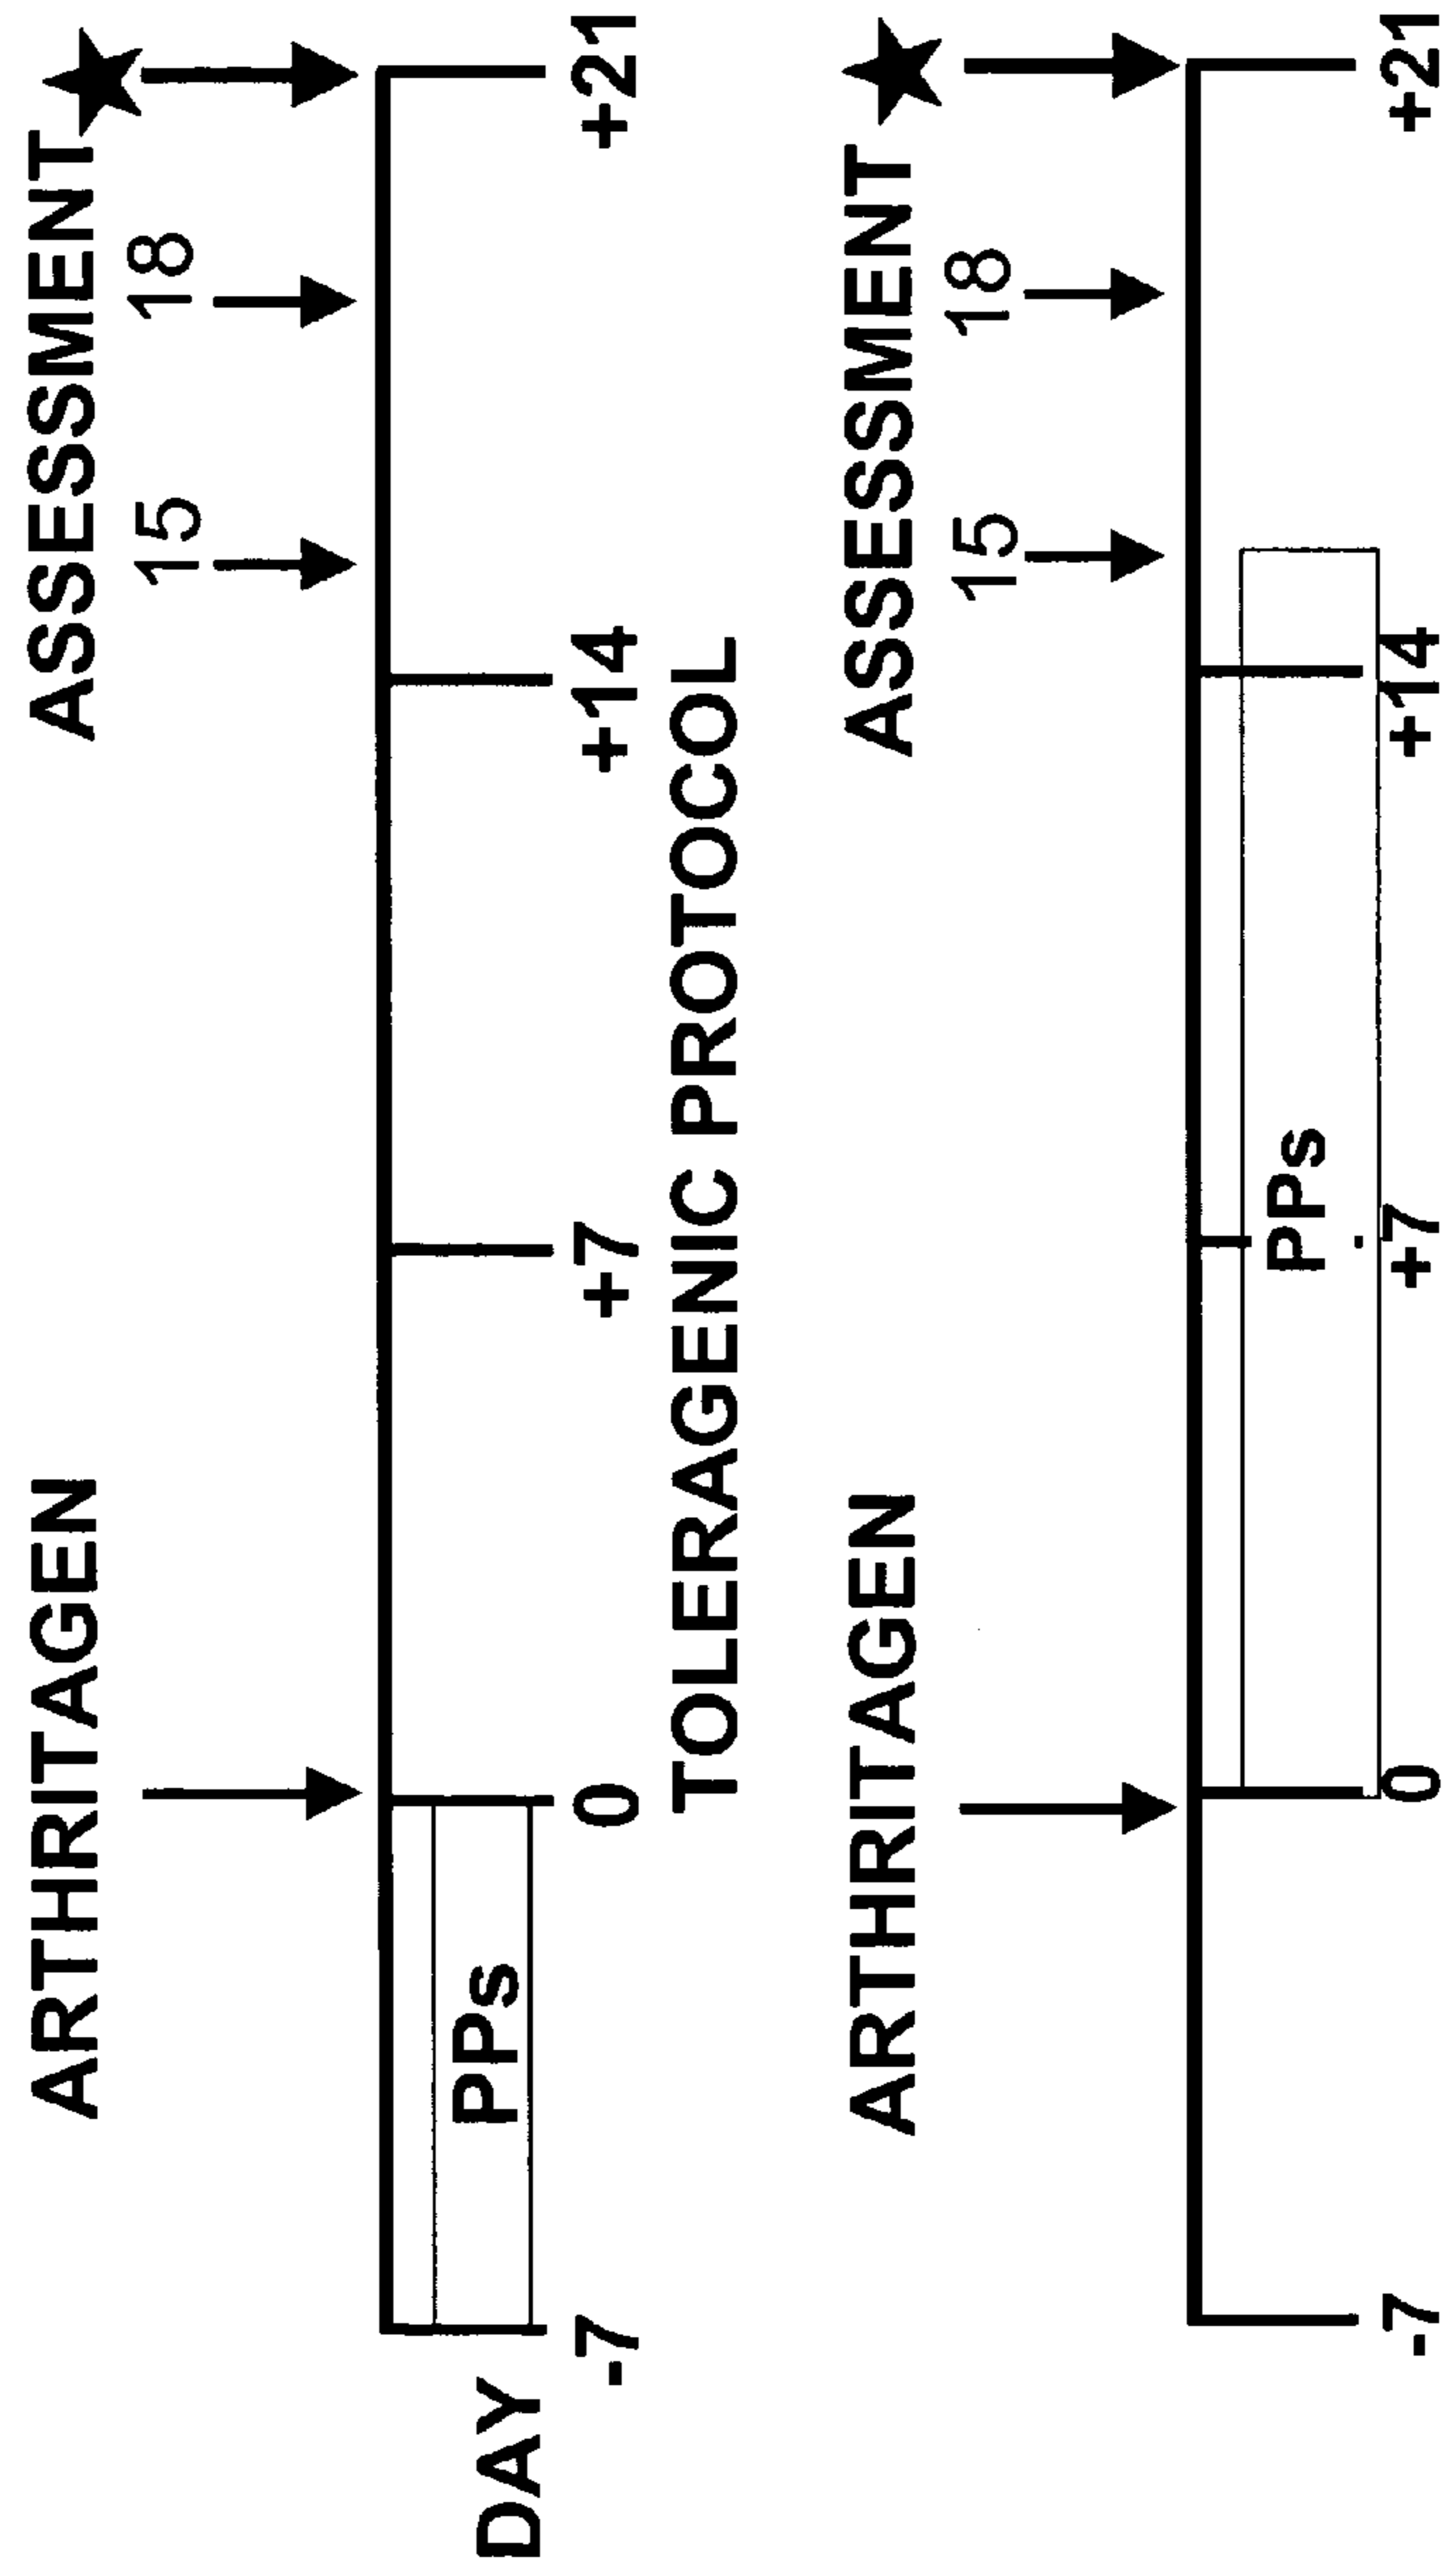 ARTHRITAGEN ASSESSMENT
15 18
DAY
PPs
-7 0 +7 +14 +21
TOLERAGENIC PROTOCOL
ARTHRITAGEN ASSESSMENT
15 18
PPs
-7 0 +7 +14 +21